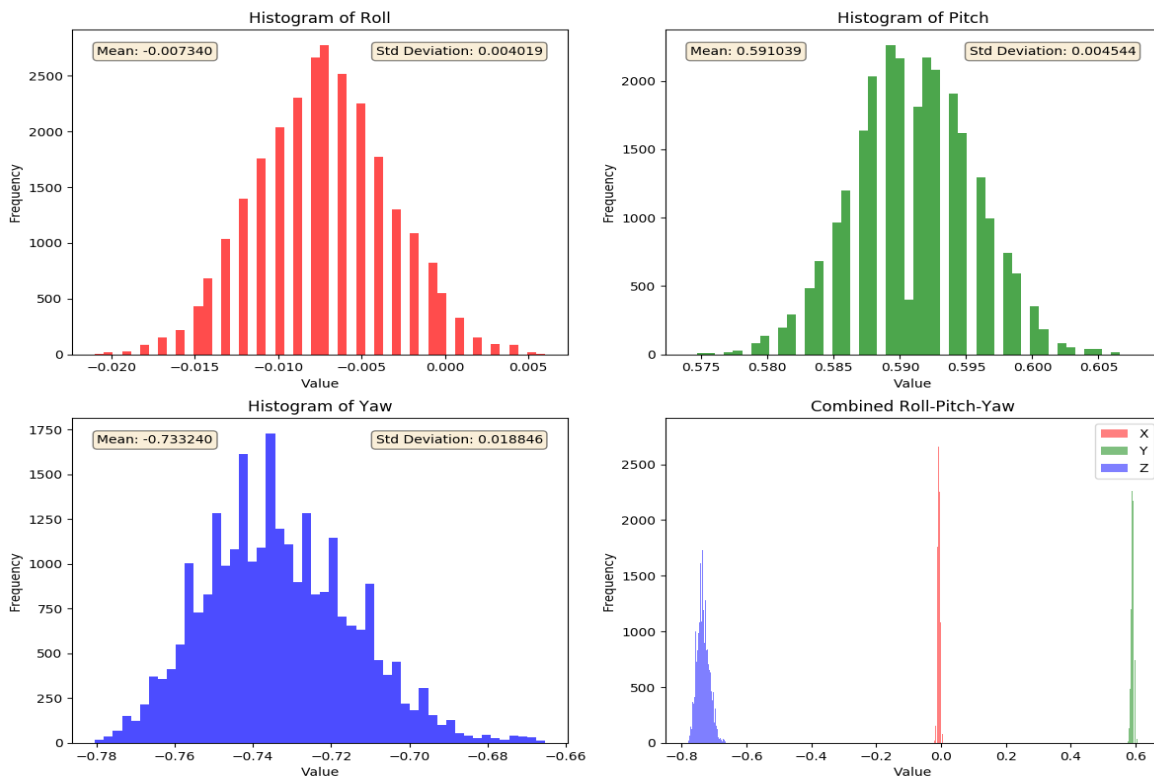 Histogram of Roll
Mean: -0.007340
Std Deviation: 0.004019
Frequency
2500
2000
1500
1000
500
0
−0.020 −0.015 −0.010 −0.005 0.000 0.005
Value
Histogram of Pitch
Mean: 0.591039
Std Deviation: 0.004544
Frequency
2000
1500
1000
500
0
0.575 0.580 0.585 0.590 0.595 0.600 0.605
Value
Histogram of Yaw
Mean: -0.733240
Std Deviation: 0.018846
Frequency
1750
1500
1250
1000
750
500
250
0
−0.78 −0.76 −0.74 −0.72 −0.70 −0.68 −0.66
Value
Combined Roll-Pitch-Yaw
X
Y
Z
Frequency
2500
2000
1500
1000
500
0
−0.8 −0.6 −0.4 −0.2 0.0 0.2 0.4 0.6
Value